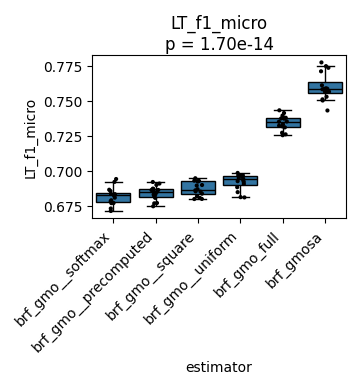 LT_f1_micro
p = 1.70e-14
LT_f1_micro
0.775
0.750
0.725
0.700
0.675
brf_gmo__softmax
brf_gmo__precomputed
brf_gmo__square
brf_gmo__uniform
brf_gmo_full
brf_gmosa
estimator